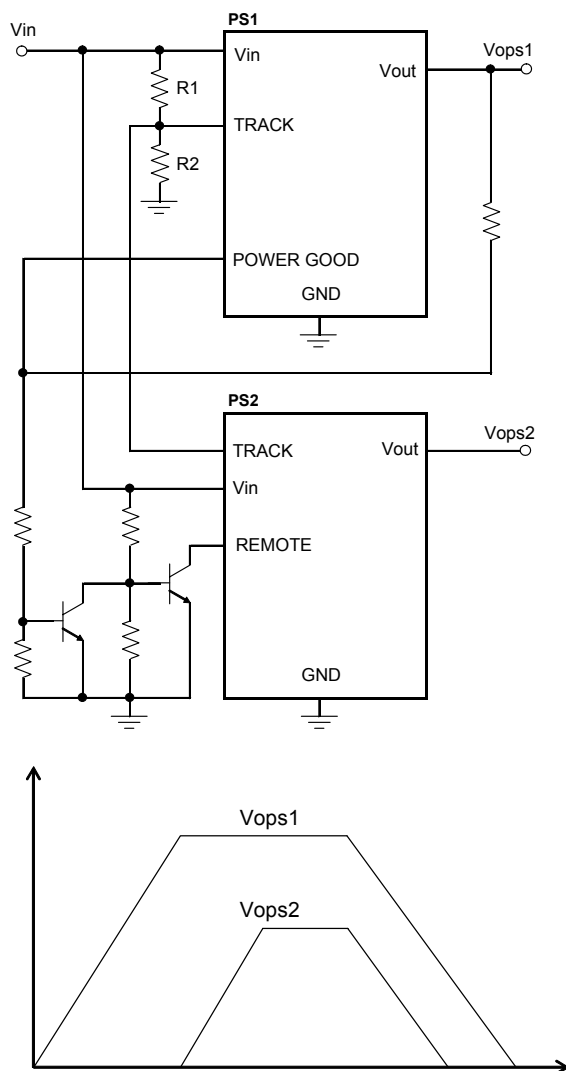 PS1
Vin
Vin
Vout
Vops1
R1
TRACK
R2
POWER GOOD
GND
PS2
TRACK
Vout
Vops2
Vin
REMOTE
GND
Vops1
Vops2